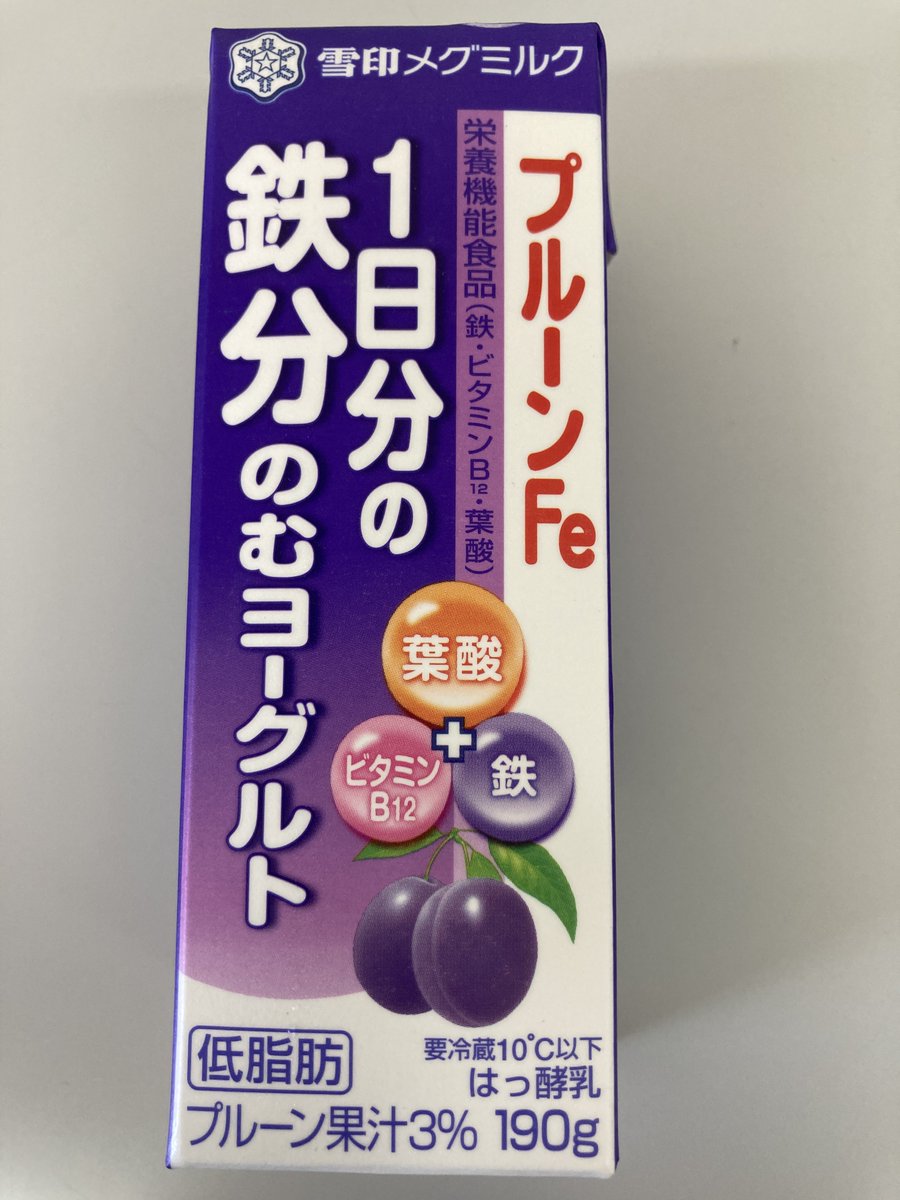 雪印メグミルク
プルーンFe
栄養機能食品(鉄・ビタミンB12・葉酸)
1日分の
鉄分のむヨーグルト
葉酸
+
ビタミン
B12
鉄
低脂肪
要冷蔵10℃以下
はっ酵乳
プルーン果汁3% 190g